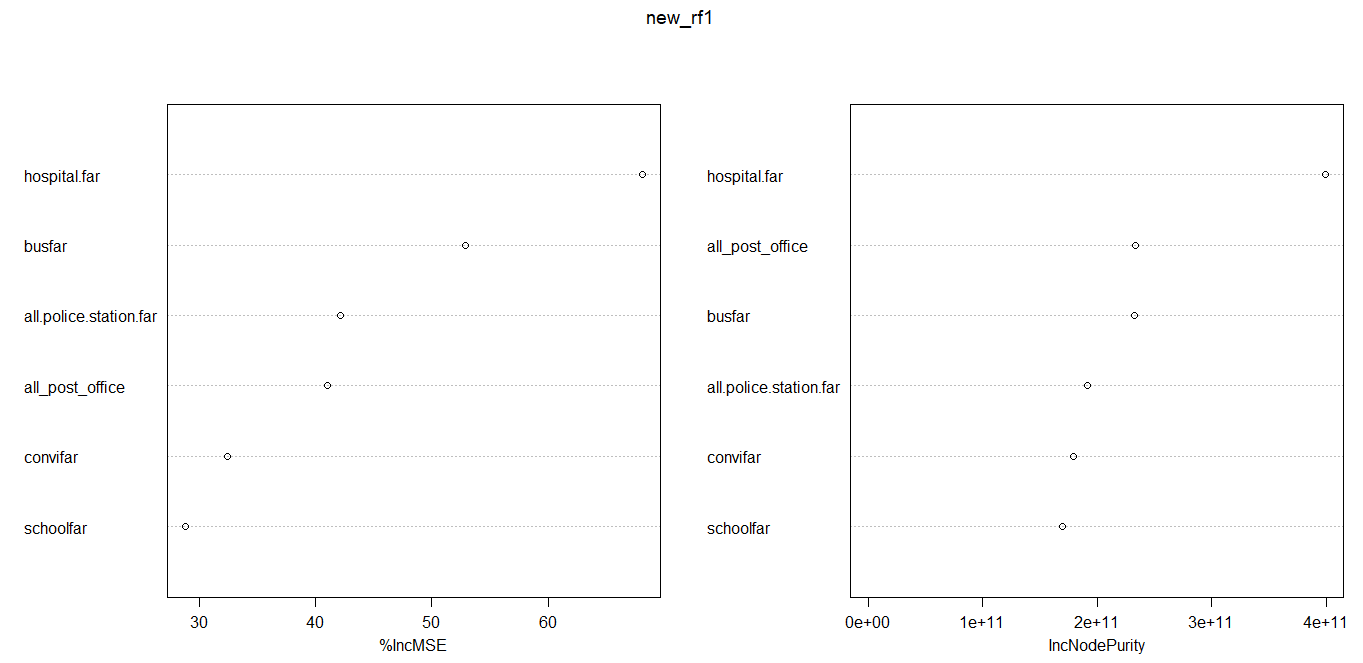 new_rf1
hospital.far
busfar
all.police.station.far
all_post_office
convifar
schoolfar
30 40 50 60
%IncMSE
hospital.far
all_post_office
busfar
all.police.station.far
convifar
schoolfar
0e+00 1e+11 2e+11 3e+11 4e+11
IncNodePurity